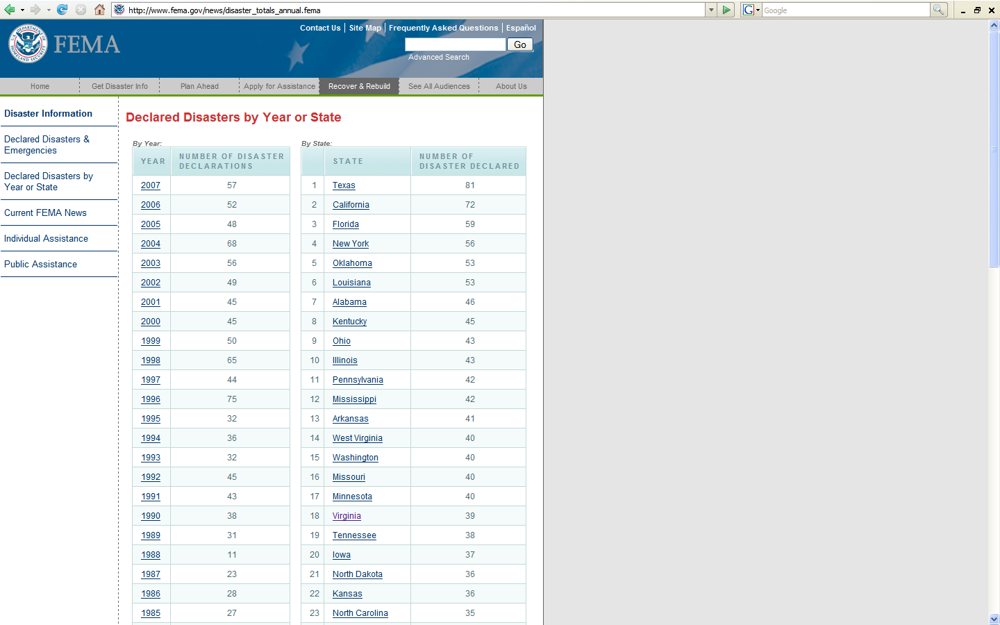 http://www.fema.gov/news/disaster_totals_annual.fema
Google
FEMA
Contact Us | Site Map | Frequently Asked Questions | Español
Go
Advanced Search
Home
Get Disaster Info
Plan Ahead
Apply for Assistance
Recover & Rebuild
See All Audiences
About Us
Disaster Information
Declared Disasters &
Emergencies
Declared Disasters by
Year or State
Current FEMA News
Individual Assistance
Public Assistance
Declared Disasters by Year or State
By Year:
YEAR NUMBER OF DISASTER
DECLARATIONS
2007 57
2006 52
2005 48
2004 68
2003 56
2002 49
2001 45
2000 45
1999 50
1998 65
1997 44
1996 75
1995 32
1994 36
1993 32
1992 45
1991 43
1990 38
1989 31
1988 11
1987 23
1986 28
1985 27
By State:
STATE NUMBER OF
DISASTER DECLARED
1 Texas 81
2 California 72
3 Florida 59
4 New York 56
5 Oklahoma 53
6 Louisiana 53
7 Alabama 46
8 Kentucky 45
9 Ohio 43
10 Illinois 43
11 Pennsylvania 42
12 Mississippi 42
13 Arkansas 41
14 West Virginia 40
15 Washington 40
16 Missouri 40
17 Minnesota 40
18 Virginia 39
19 Tennessee 38
20 Iowa 37
21 North Dakota 36
22 Kansas 36
23 North Carolina 35